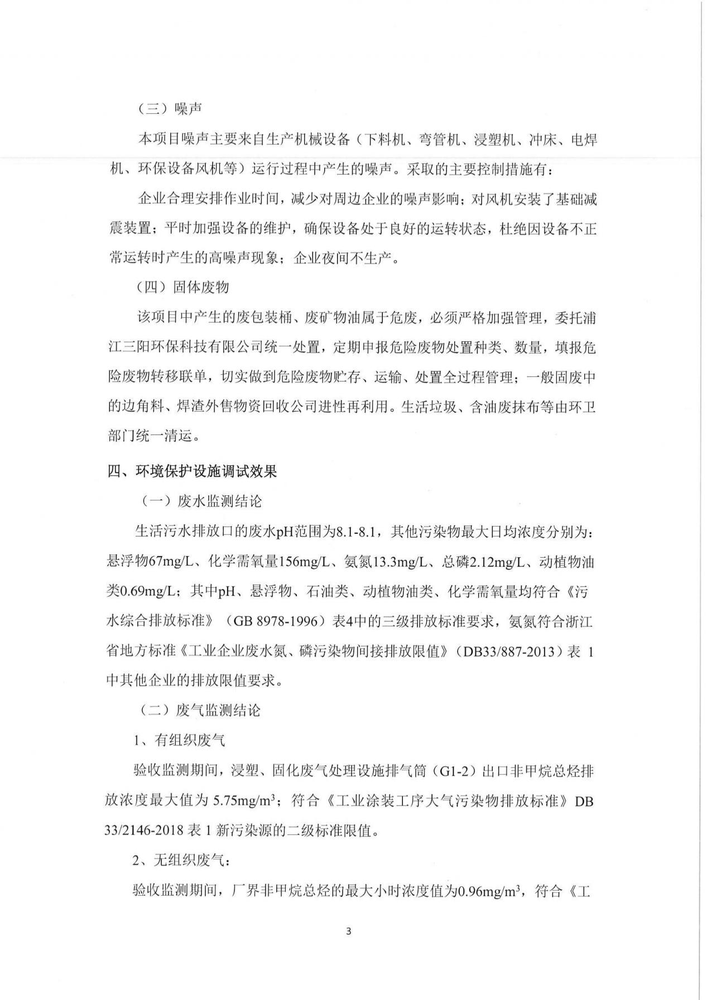 （三）噪声
本项目噪声主要来自生产机械设备（下料机、弯管机、浸塑机、冲床、电焊
机、环保设备风机等）运行过程中产生的噪声。采取的主要控制措施有：
企业合理安排作业时间，减少对周边企业的噪声影响；对风机安装了基础减
震装置；平时加强设备的维护，确保设备处于良好的运转状态，杜绝因设备不正
常运转时产生的高噪声现象；企业夜间不生产。
（四）固体废物
该项目中产生的废包装桶、废矿物油属于危废，必须严格加强管理，委托浦
江三阳环保科技有限公司统一处置，定期申报危险废物处置种类、数量，填报危
险废物转移联单，切实做到危险废物贮存、运输、处置全过程管理；一般固废中
的边角料、焊渣外售物资回收公司进性再利用。生活垃圾、含油废抹布等由环卫
部门统一清运。
四、环境保护设施调试效果
（一）废水监测结论
生活污水排放口的废水pH范围为8.1-8.1，其他污染物最大日均浓度分别为：
悬浮物67mg/L、化学需氧量156mg/L、氨氮13.3mg/L、总磷2.12mg/L、动植物油
类0.69mg/L；其中pH、悬浮物、石油类、动植物油类、化学需氧量均符合《污
水综合排放标准》（GB 8978-1996）表4中的三级排放标准要求，氨氮符合浙江
省地方标准《工业企业废水氮、磷污染物间接排放限值》（DB33/887-2013）表 1
中其他企业的排放限值要求。
（二）废气监测结论
1、有组织废气
验收监测期间，浸塑、固化废气处理设施排气筒（G1-2）出口非甲烷总烃排
放浓度最大值为 5.75mg/m³；符合《工业涂装工序大气污染物排放标准》DB
33/2146-2018 表 1 新污染源的二级标准限值。
2、无组织废气：
验收监测期间，厂界非甲烷总烃的最大小时浓度值为0.96mg/m³，符合《工
3